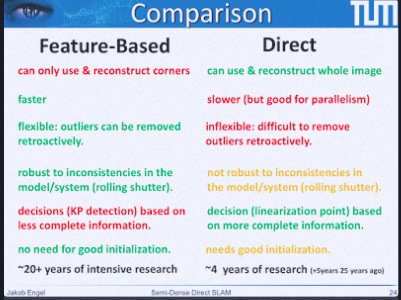 Comparison
TUM
Feature-Based
Direct
can only use & reconstruct corners
can use & reconstruct whole image
faster
slower (but good for parallelism)
flexible: outliers can be removed
retroactively.
inflexible: difficult to remove
outliers retroactively.
robust to inconsistencies in the
model/system (rolling shutter).
not robust to inconsistencies in
the model/system (rolling shutter).
decisions (KP detection) based on
less complete information.
decision (linearization point) based
on more complete information.
no need for good initialization.
needs good initialization.
~20+ years of intensive research
~4 years of research (+5years 25 years ago)
Jakob Engel
Semi-Dense Direct SLAM
24